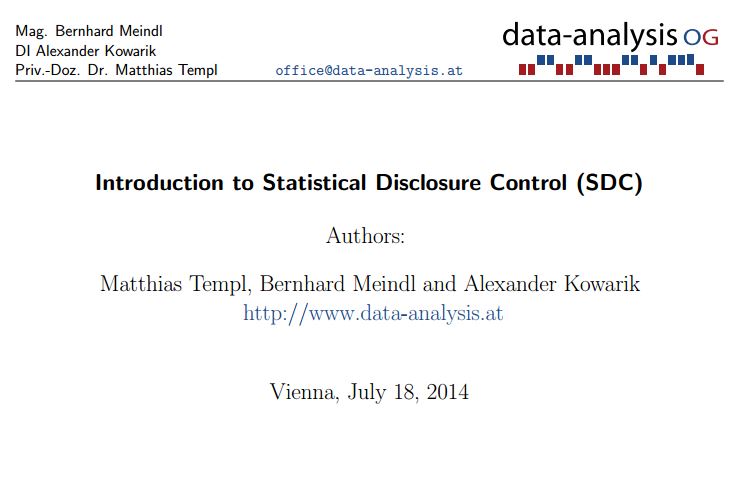 Mag. Bernhard Meindl
DI Alexander Kowarik
Priv.-Doz. Dr. Matthias Templ office@data-analysis.at
data-analysis OG
Introduction to Statistical Disclosure Control (SDC)
Authors:
Matthias Templ, Bernhard Meindl and Alexander Kowarik
http://www.data-analysis.at
Vienna, July 18, 2014